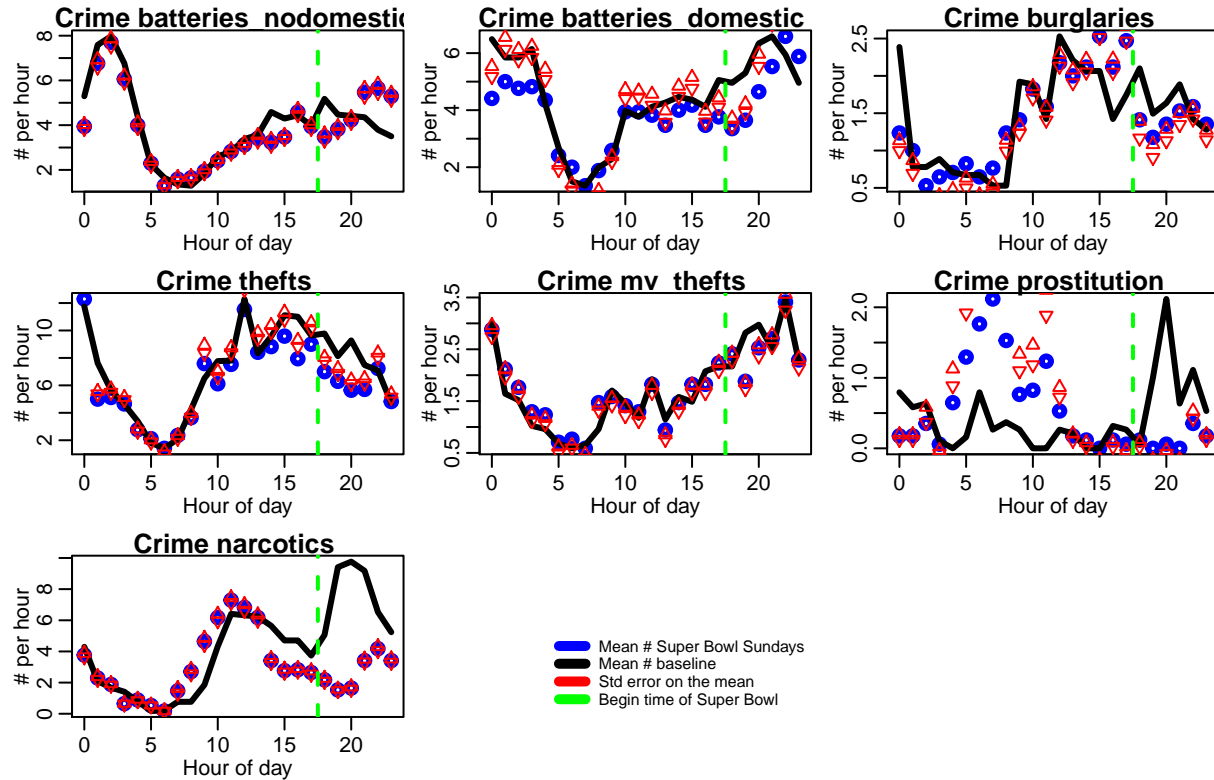 Crime batteries_nodomestic
# per hour
8
6
4
2
0 5 10 15 20
Hour of day
Crime batteries_domestic
# per hour
6
4
2
0 5 10 15 20
Hour of day
Crime burglaries
# per hour
2.5
1.5
0.5
0 5 10 15 20
Hour of day
Crime thefts
# per hour
10
6
4
2
0 5 10 15 20
Hour of day
Crime mv_thefts
# per hour
3.5
2.5
1.5
0.5
0 5 10 15 20
Hour of day
Crime prostitution
# per hour
2.0
1.0
0.0
0 5 10 15 20
Hour of day
Crime narcotics
# per hour
8
6
4
2
0
0 5 10 15 20
Hour of day
Mean # Super Bowl Sundays
Mean # baseline
Std error on the mean
Begin time of Super Bowl